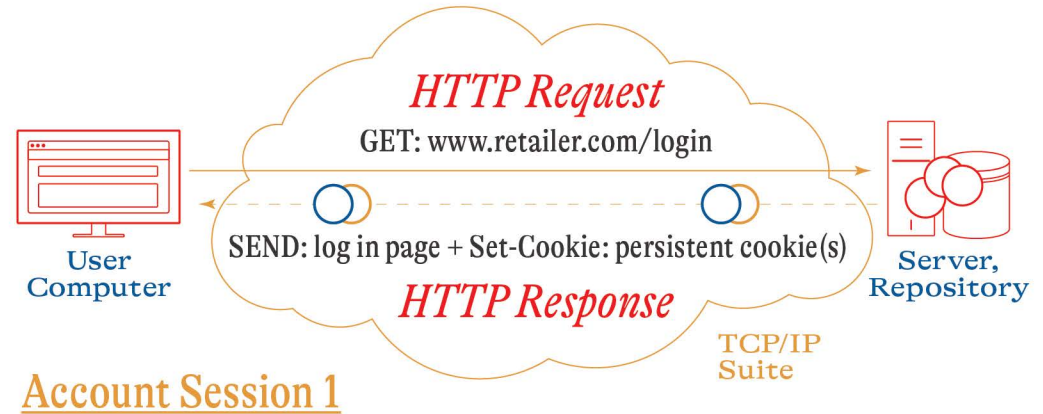 HTTP Request
GET: www.retailer.com/login
SEND: log in page + Set-Cookie: persistent cookie(s)
HTTP Response
User
Computer
Server,
Repository
TCP/IP
Suite
Account Session 1